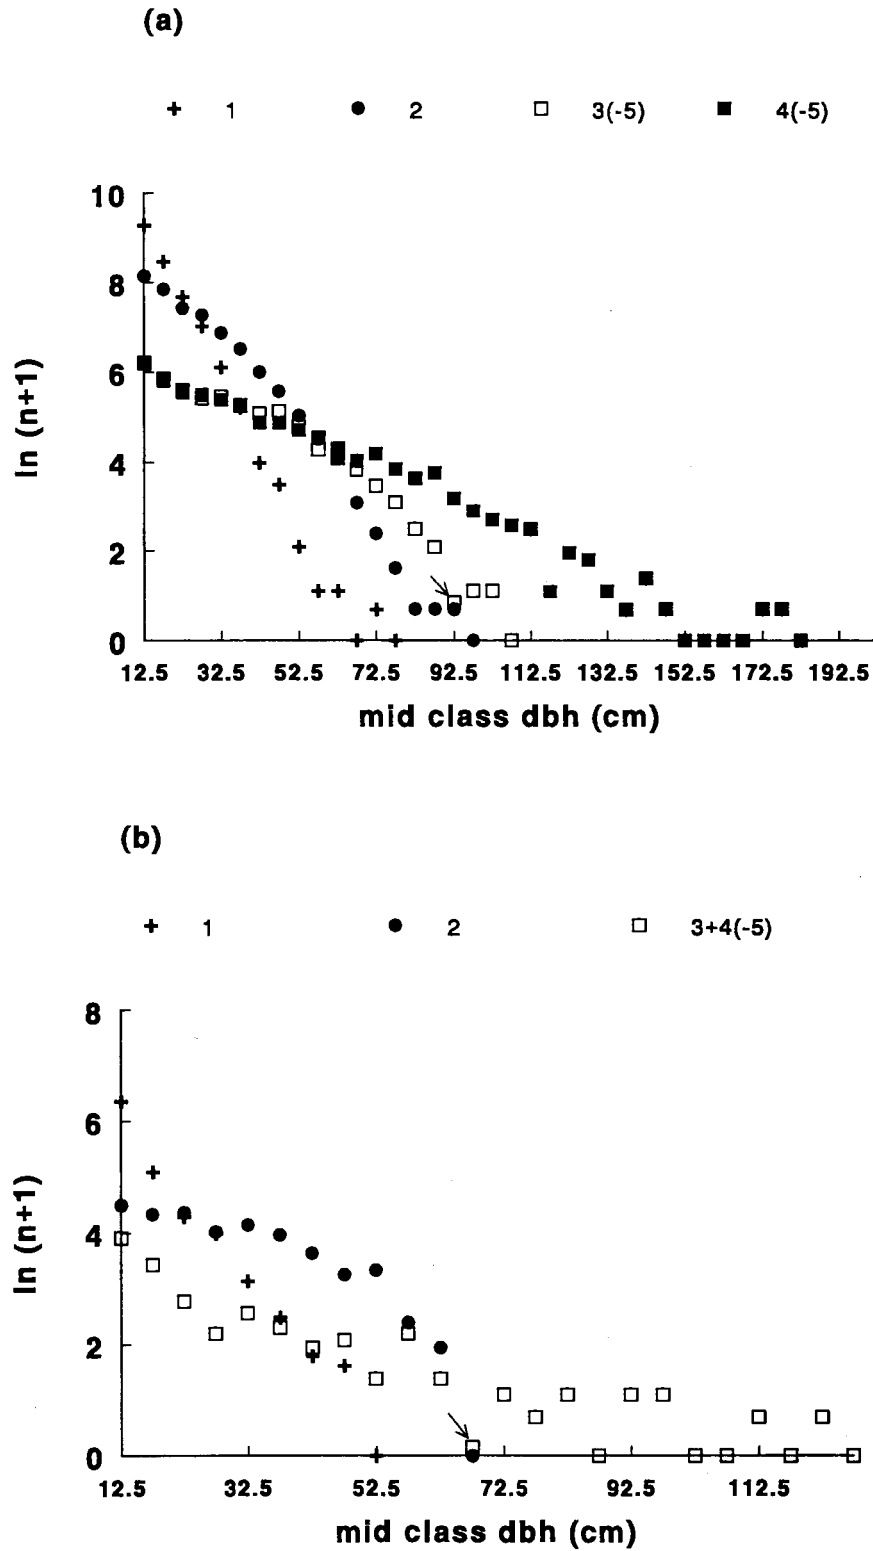 (a)
1 2 3(-5) 4(-5)
10
8
6
4
2
0
ln (n+1)
12.5 32.5 52.5 72.5 92.5 112.5 132.5 152.5 172.5 192.5
mid class dbh (cm)
(b)
1 2 3+4(-5)
8
6
4
2
0
ln (n+1)
12.5 32.5 52.5 72.5 92.5 112.5
mid class dbh (cm)